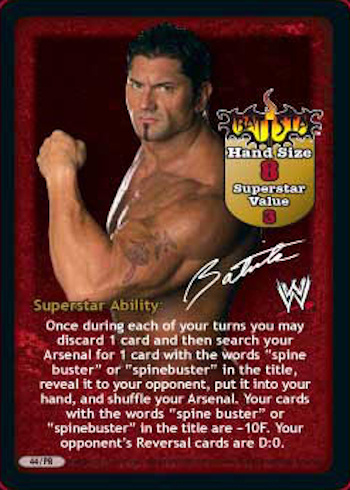 BATISTA
Hand Size
8
Superstar
Value
3
Batista
W
Superstar Ability:
Once during each of your turns you may
discard 1 card and then search your
Arsenal for 1 card with the words "spine
buster" or "spinebuster" in the title,
reveal it to your opponent, put it into your
hand, and shuffle your Arsenal. Your cards
with the words "spine buster" or
"spinebuster" in the title are -10F. Your
opponent's Reversal cards are D:0.
44/PR